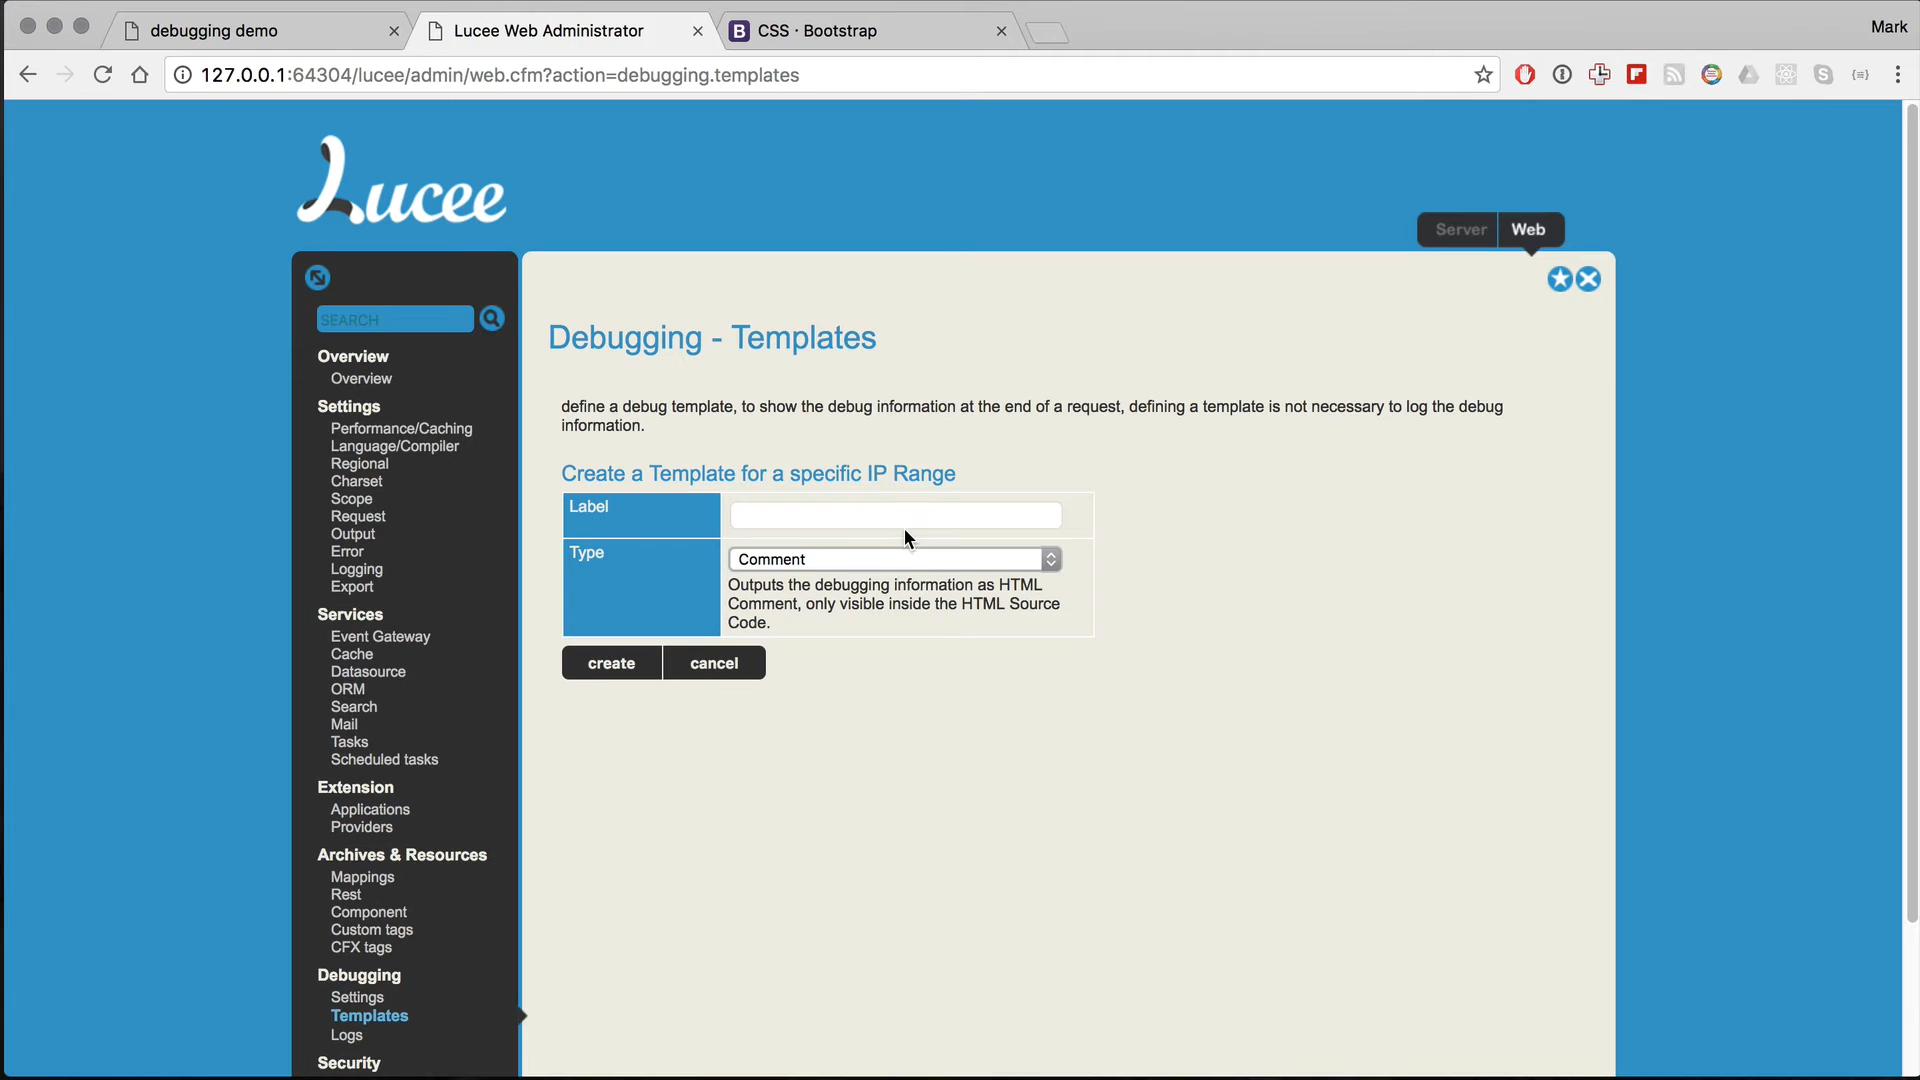 debugging demo
Lucee Web Administrator
CSS · Bootstrap
Mark
127.0.0.1:64304/lucee/admin/web.cfm?action=debugging.templates
Lucee
Server
Web
SEARCH
Overview
Overview
Settings
Performance/Caching
Language/Compiler
Regional
Charset
Scope
Request
Output
Error
Logging
Export
Services
Event Gateway
Cache
Datasource
ORM
Search
Mail
Tasks
Scheduled tasks
Extension
Applications
Providers
Archives & Resources
Mappings
Rest
Component
Custom tags
CFX tags
Debugging
Settings
Templates
Logs
Security
Debugging - Templates
define a debug template, to show the debug information at the end of a request, defining a template is not necessary to log the debug
information.
Create a Template for a specific IP Range
Label
Type
Comment
Outputs the debugging information as HTML
Comment, only visible inside the HTML Source
Code.
create
cancel